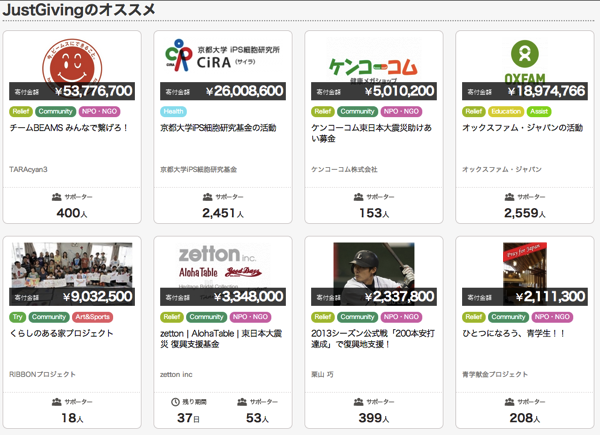 JustGivingのオススメ
京都大学 iPS細胞研究所
CiRA (サイラ)
ケンコーコム
健康メガショップ
OXFAM
寄付金額 ¥53,776,700
寄付金額 ¥26,008,600
寄付金額 ¥5,010,200
寄付金額 ¥18,974,766
Relief Community NPO・NGO
Health
Relief Community NPO・NGO
Relief Education Assist
チームBEAMS みんなで繋げろ！
京都大学iPS細胞研究基金の活動
ケンコーコム東日本大震災助けあ
い募金
オックスファム・ジャパンの活動
TARAcyan3
京都大学iPS細胞研究基金
ケンコーコム株式会社
オックスファム・ジャパン
サポーター
400人
サポーター
2,451人
サポーター
153人
サポーター
2,559人
zetton inc.
AlohaTable
Pray for Japan
寄付金額 ¥9,032,500
寄付金額 ¥3,348,000
寄付金額 ¥2,337,800
寄付金額 ¥2,111,300
Try Community Art&Sports
Relief Community NPO・NGO
Relief Community NPO・NGO
Relief Community NPO・NGO
くらしのある家プロジェクト
zetton | AlohaTable | 東日本大震
災 復興支援基金
2013シーズン公式戦「200本安打
達成」で復興地支援！
ひとつになろう、青学生！！
RIBBONプロジェクト
zetton inc
栗山 巧
青学献金プロジェクト
サポーター
18人
残り期間
37日
サポーター
53人
サポーター
399人
サポーター
208人